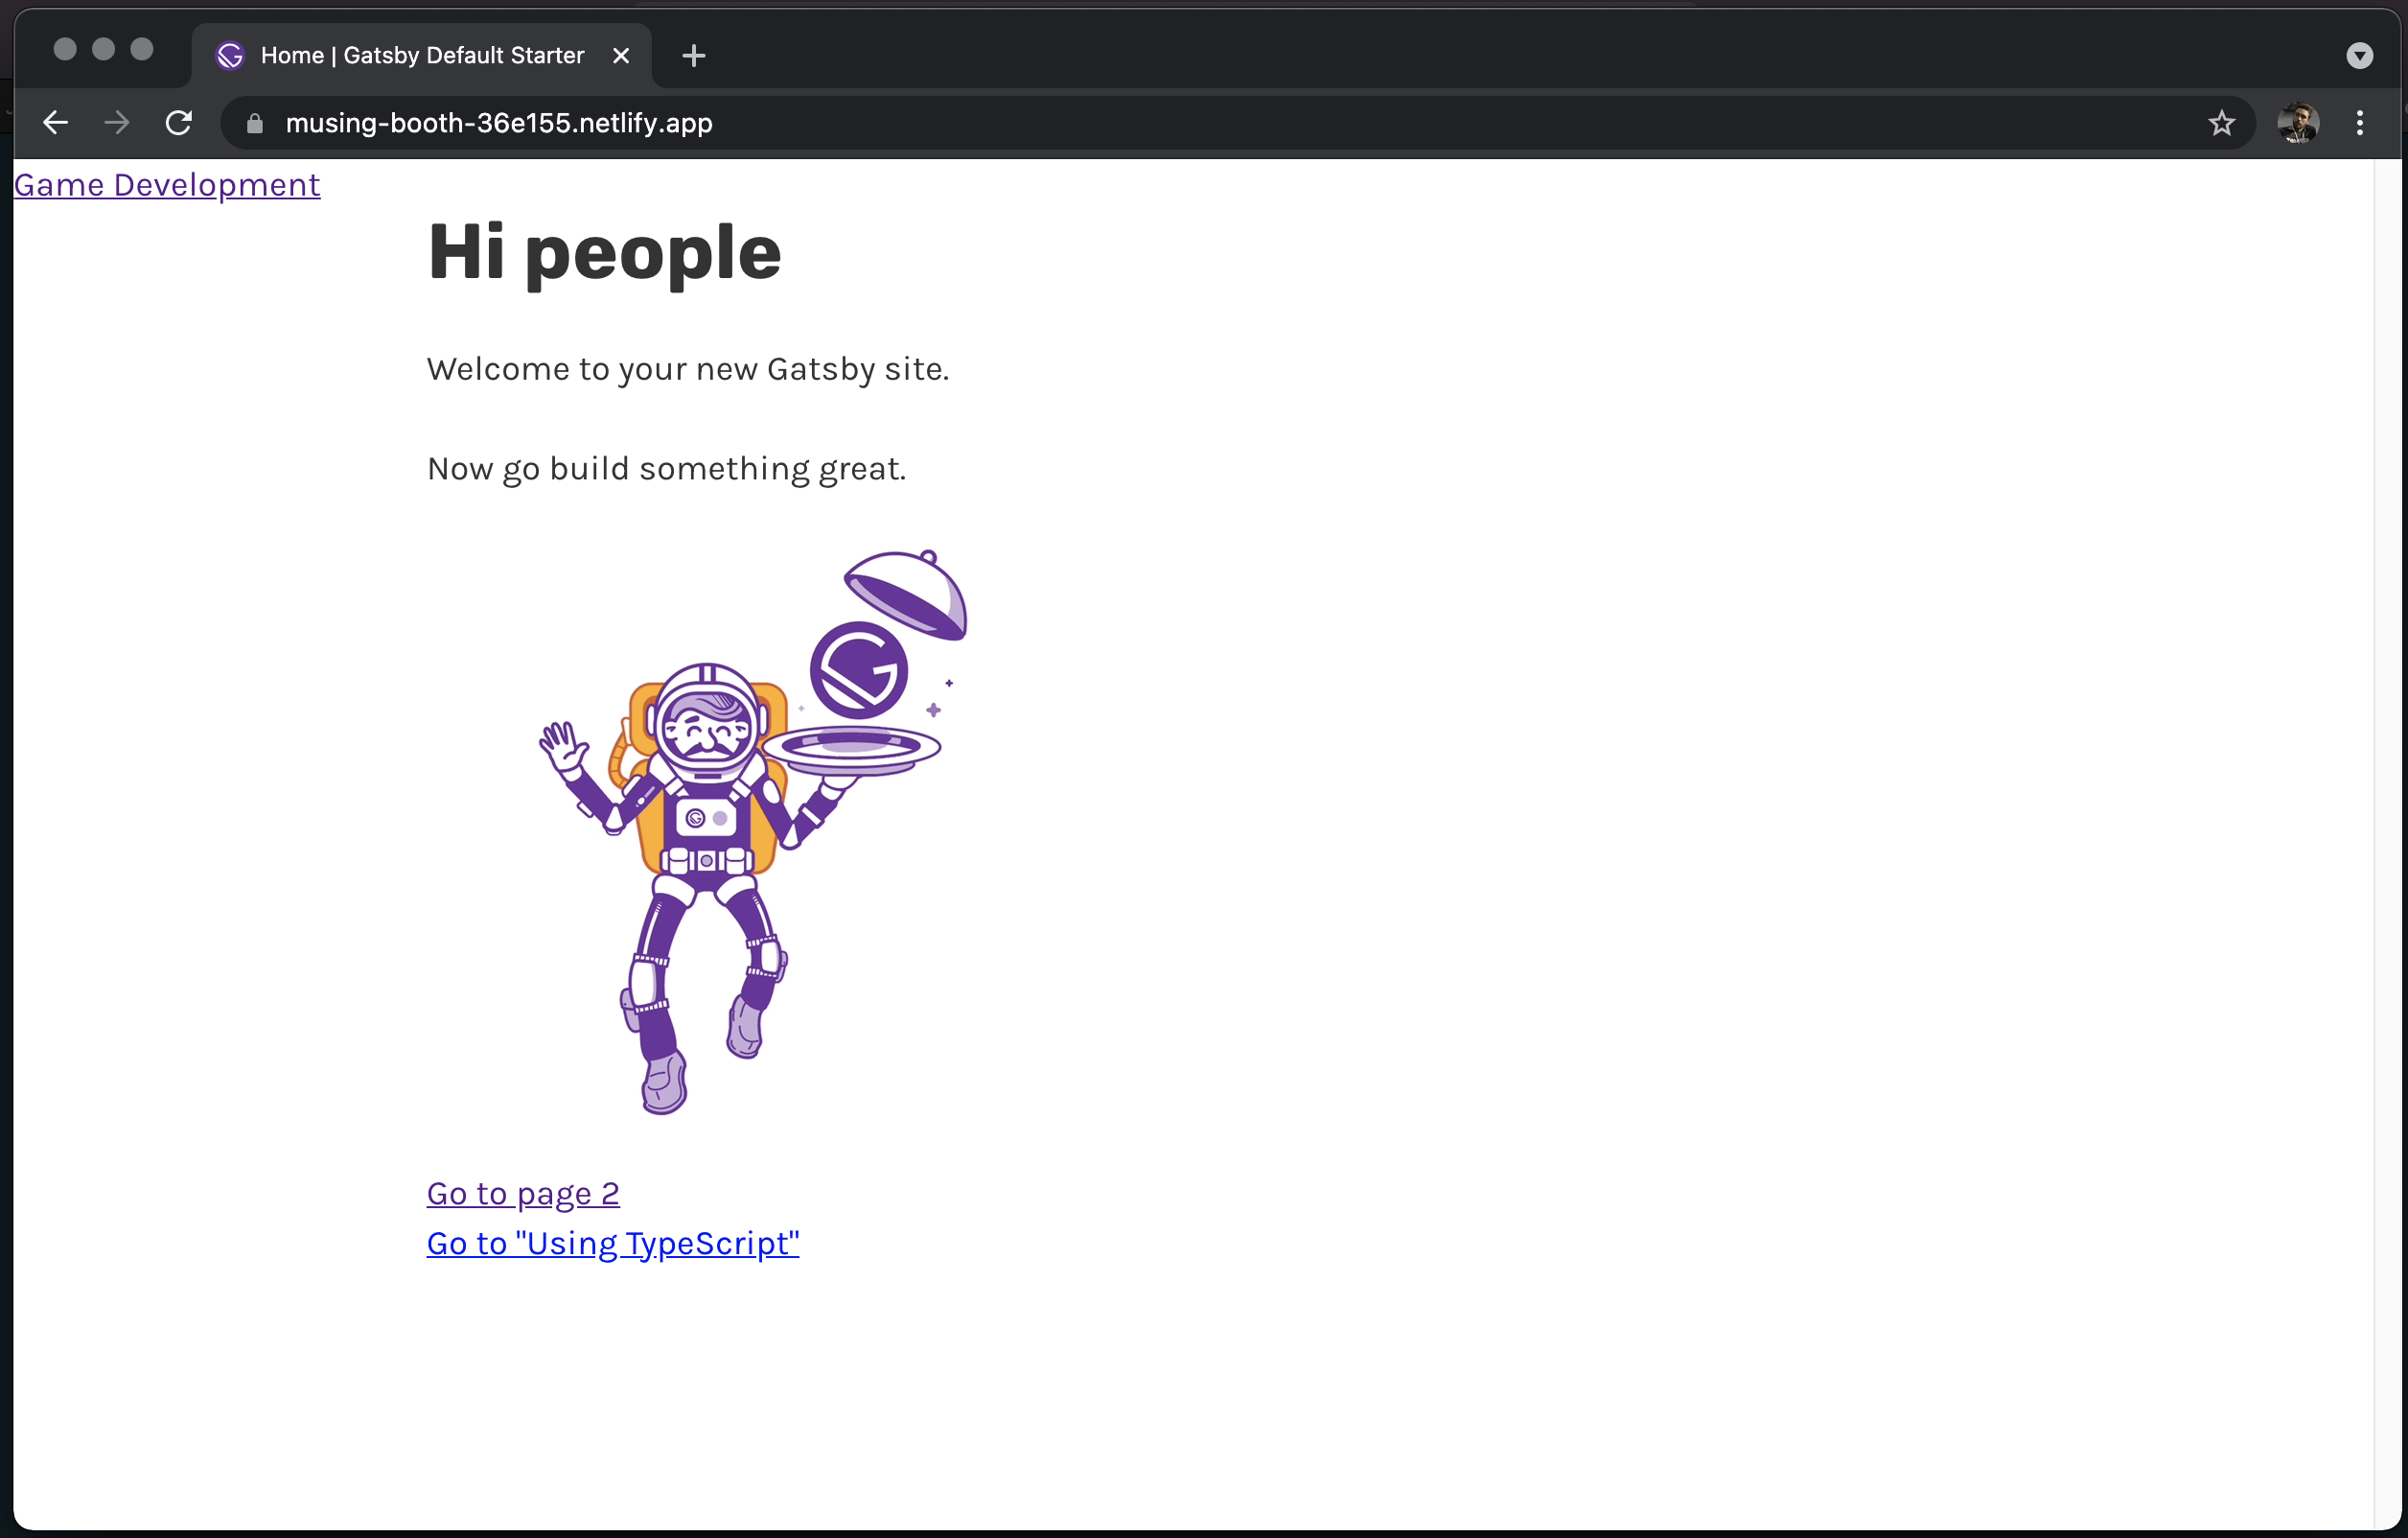 Home | Gatsby Default Starter
musing-booth-36e155.netlify.app
Game Development
Hi people
Welcome to your new Gatsby site.
Now go build something great.
Go to page 2
Go to "Using TypeScript"